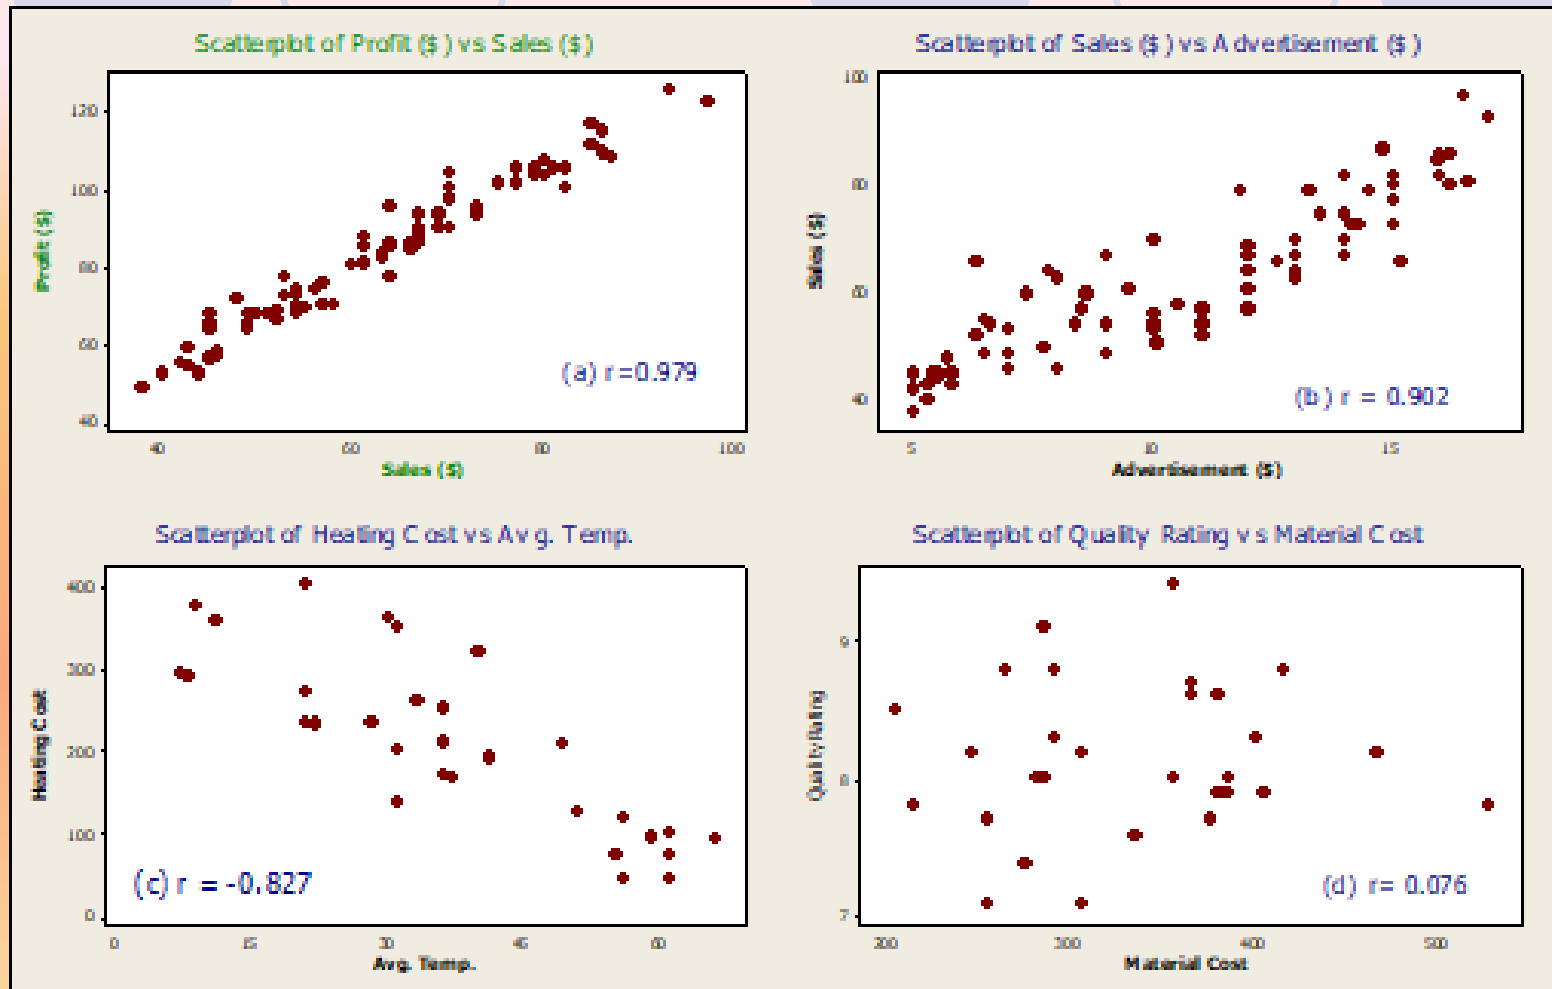 Scatterplot of Profit ($) vs Sales ($)
120
100
80
60
40
Profit ($)
(a) r=0.979
40 60 80 100
Sales ($)
Scatterplot of Sales ($) vs Advertisement ($)
100
80
60
40
Sales ($)
(b) r = 0.902
5 10 15
Advertisement ($)
Scatterplot of Heating Cost vs Avg. Temp.
400
300
200
100
0
Heating Cost
(c) r = -0.827
0 15 30 45 60
Avg. Temp.
Scatterplot of Quality Rating vs Material Cost
9
8
7
Quality Rating
(d) r= 0.076
200 300 400 500
Material Cost